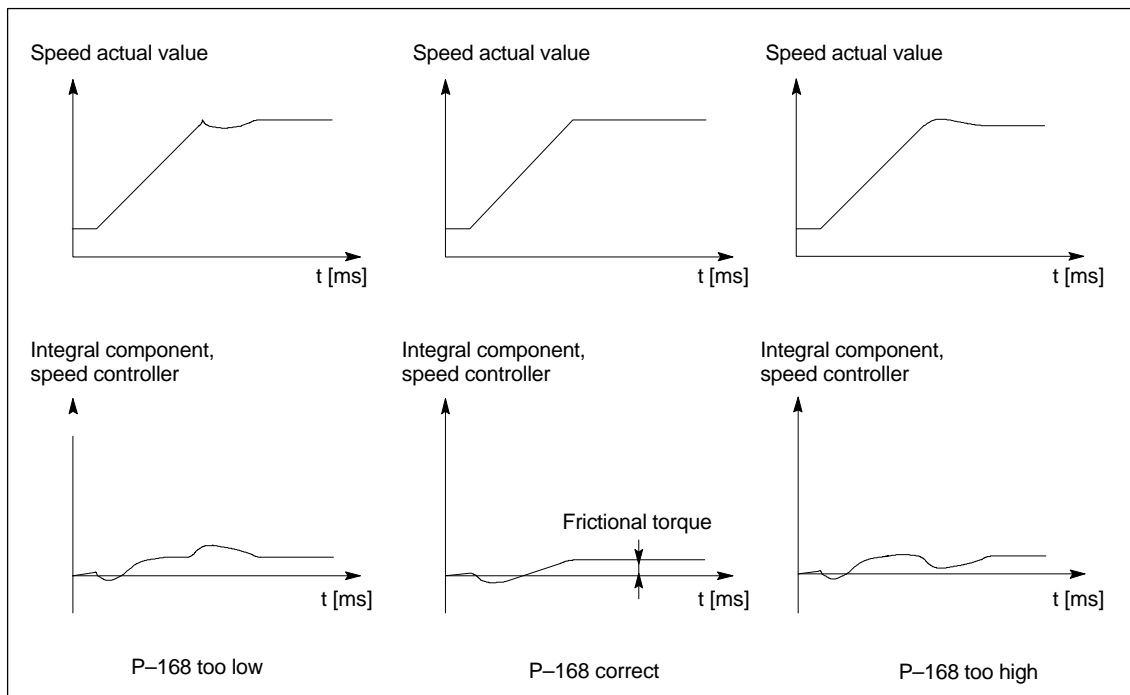 Speed actual value
Speed actual value
Speed actual value
t [ms]
t [ms]
t [ms]
Integral component,
speed controller
Integral component,
speed controller
Integral component,
speed controller
Frictional torque
t [ms]
t [ms]
t [ms]
P–168 too low
P–168 correct
P–168 too high